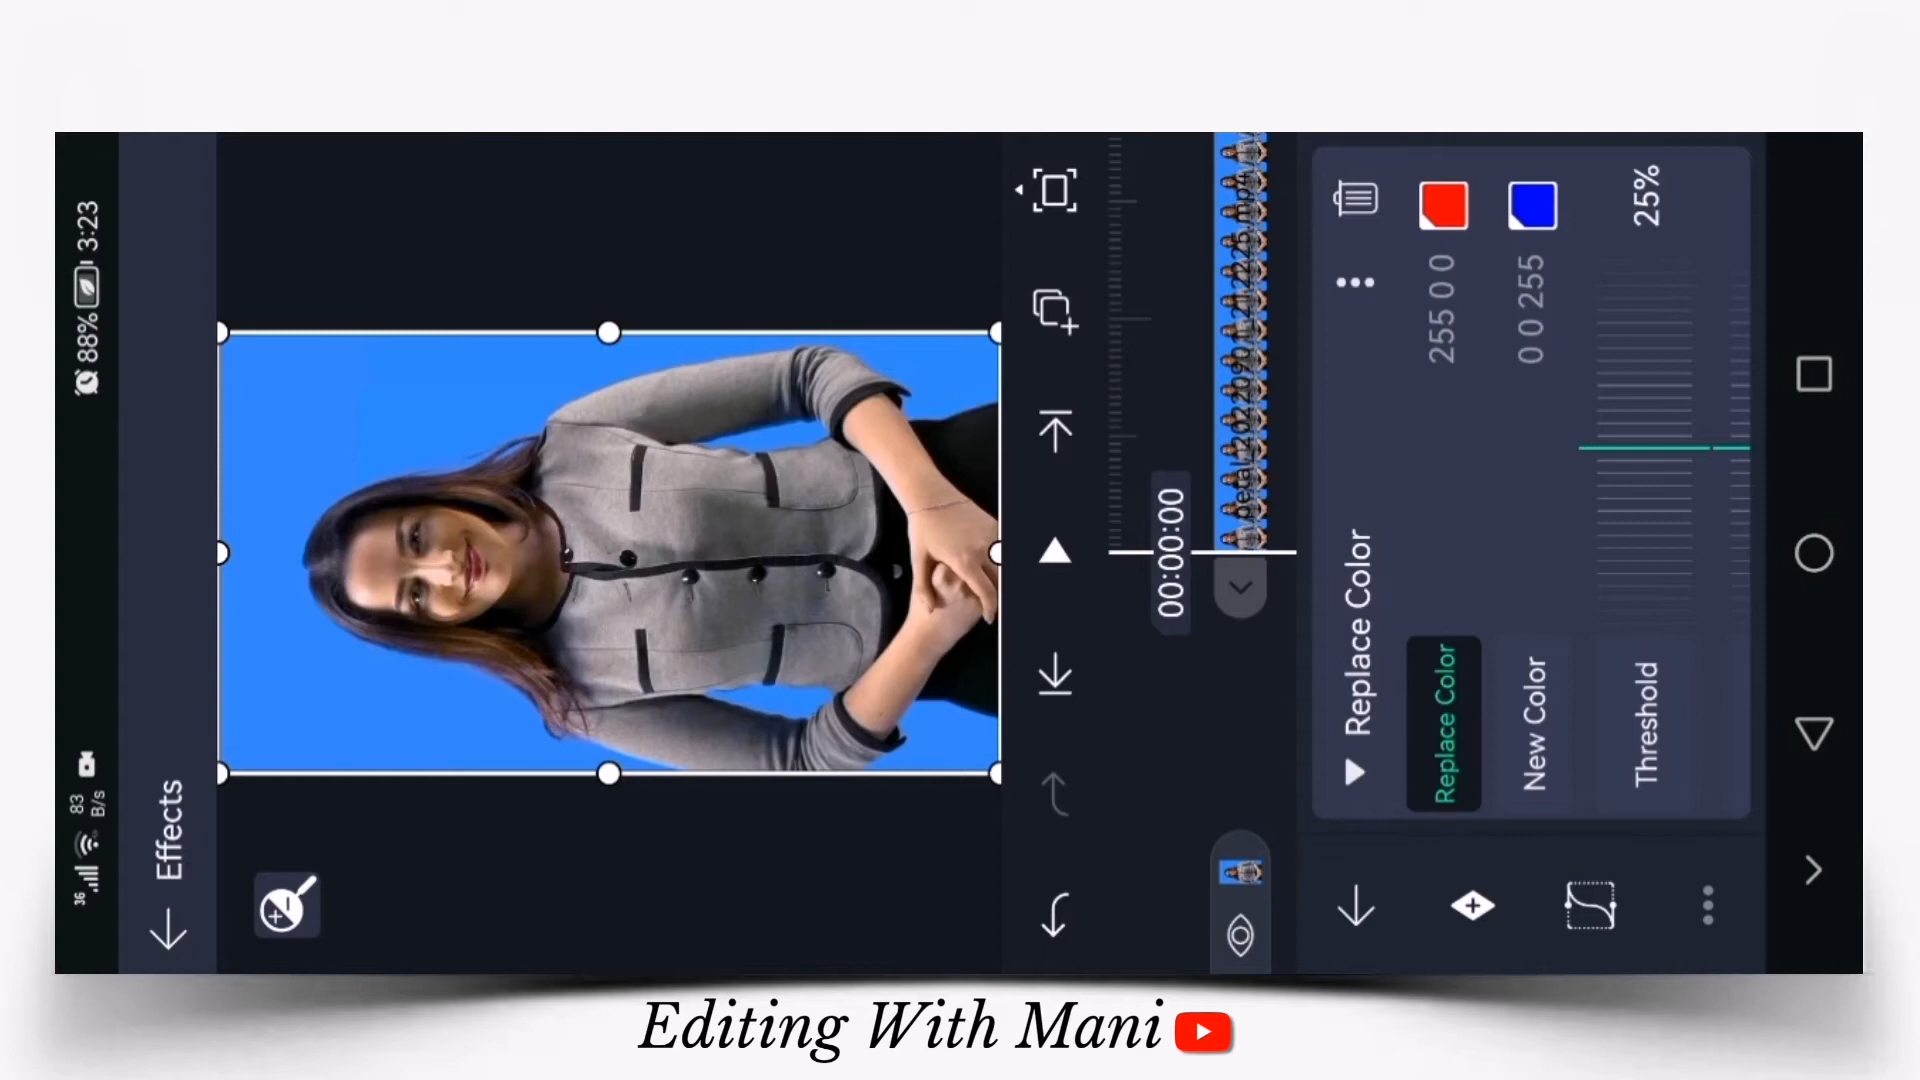 3G 83 B/s 88% 3:23
Effects
00:00:00
Replace Color
Replace Color 255 0 0
New Color 0 0 255
Threshold 25%
Editing With Mani